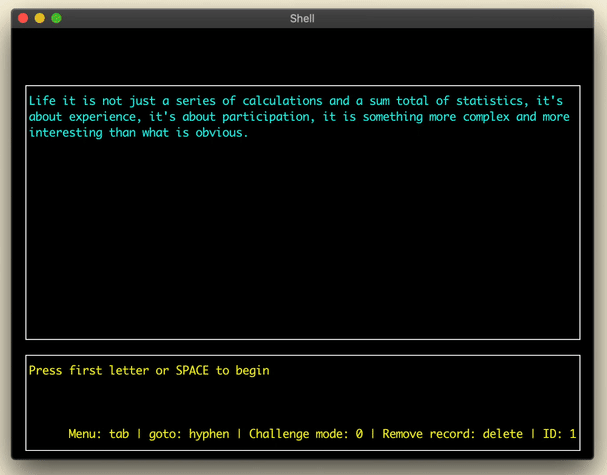 Shell
Life it is not just a series of calculations and a sum total of statistics, it's
about experience, it's about participation, it is something more complex and more
interesting than what is obvious.
Press first letter or SPACE to begin
Menu: tab | goto: hyphen | Challenge mode: 0 | Remove record: delete | ID: 1